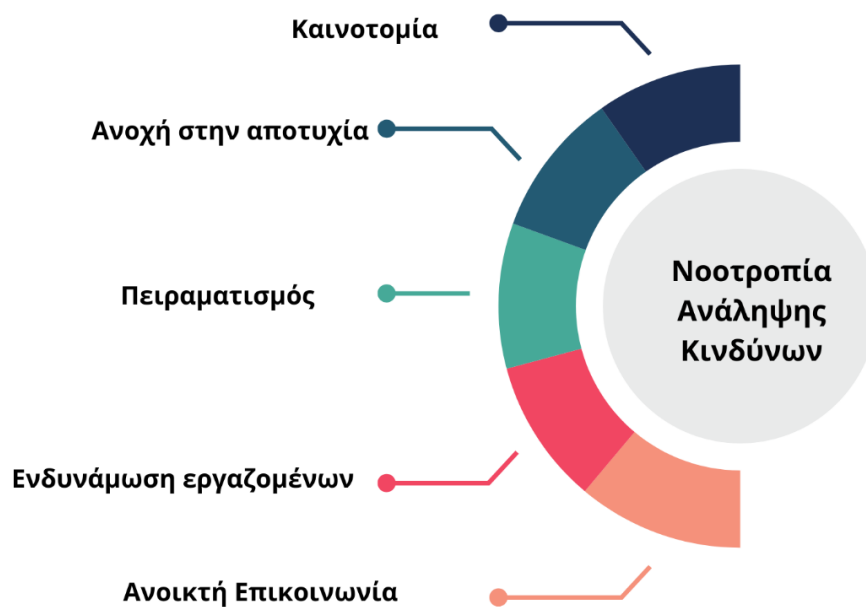 Καινοτομία
Ανοχή στην αποτυχία
Πειραματισμός
Ενδυνάμωση εργαζομένων
Ανοικτή Επικοινωνία
Νοοτροπία
Ανάληψης
Κινδύνων